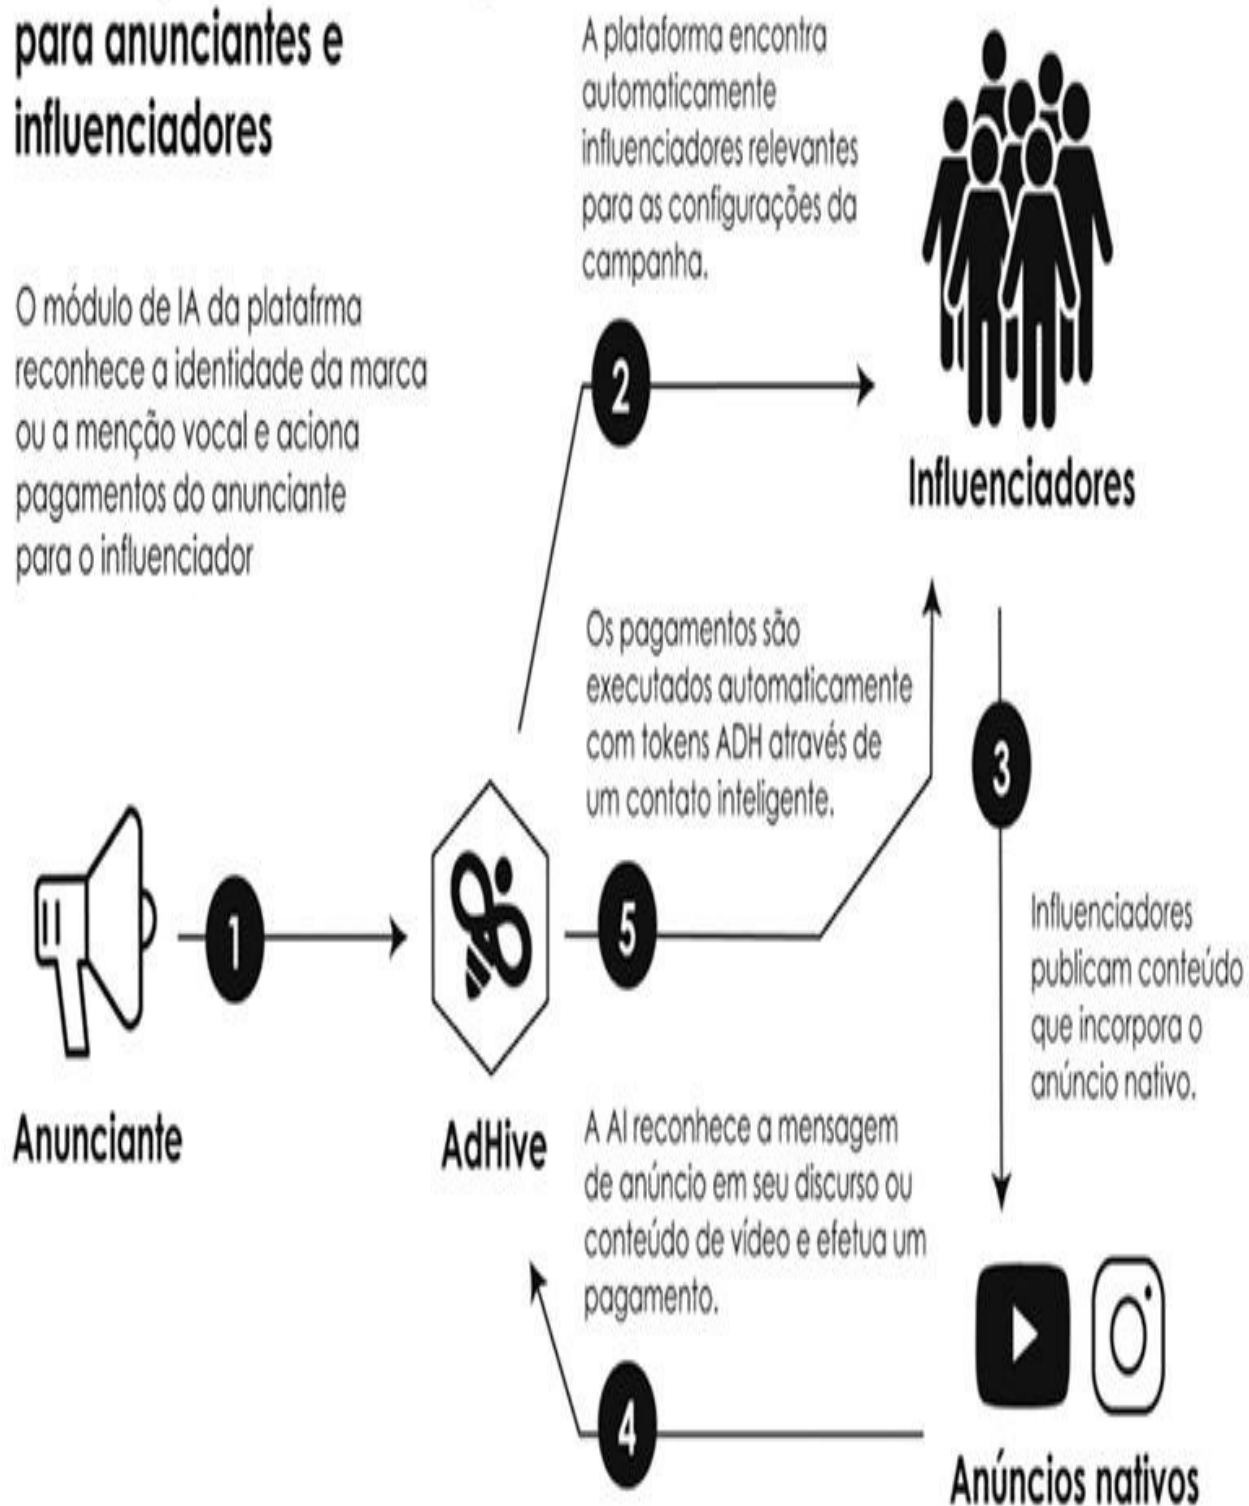 para anunciantes e
influenciadores
O módulo de IA da platafrma
reconhece a identidade da marca
ou a menção vocal e aciona
pagamentos do anunciante
para o influenciador
A plataforma encontra
automaticamente
influenciadores relevantes
para as configurações da
campanha.
2
Influenciadores
Os pagamentos são
executados automaticamente
com tokens ADH através de
um contato inteligente.
3
1
5
Influenciadores
publicam conteúdo
que incorpora o
anúncio nativo.
Anunciante
AdHive
A AI reconhece a mensagem
de anúncio em seu discurso ou
conteúdo de vídeo e efetua um
pagamento.
4
Anúncios nativos